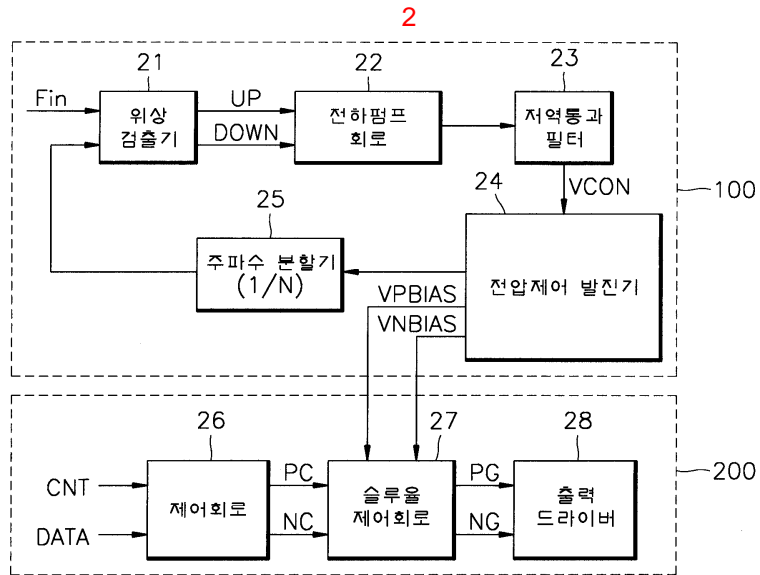 2
21
22
23
Fin
위상
검출기
UP
DOWN
전하펌프
회로
저역통과
필터
VCON
100
24
25
주파수 분할기
(1/N)
전압제어 발진기
VPBIAS
VNBIAS
26
27
28
CNT
DATA
제어회로
PC
NC
슬루율
제어회로
PG
NG
출력
드라이버
200